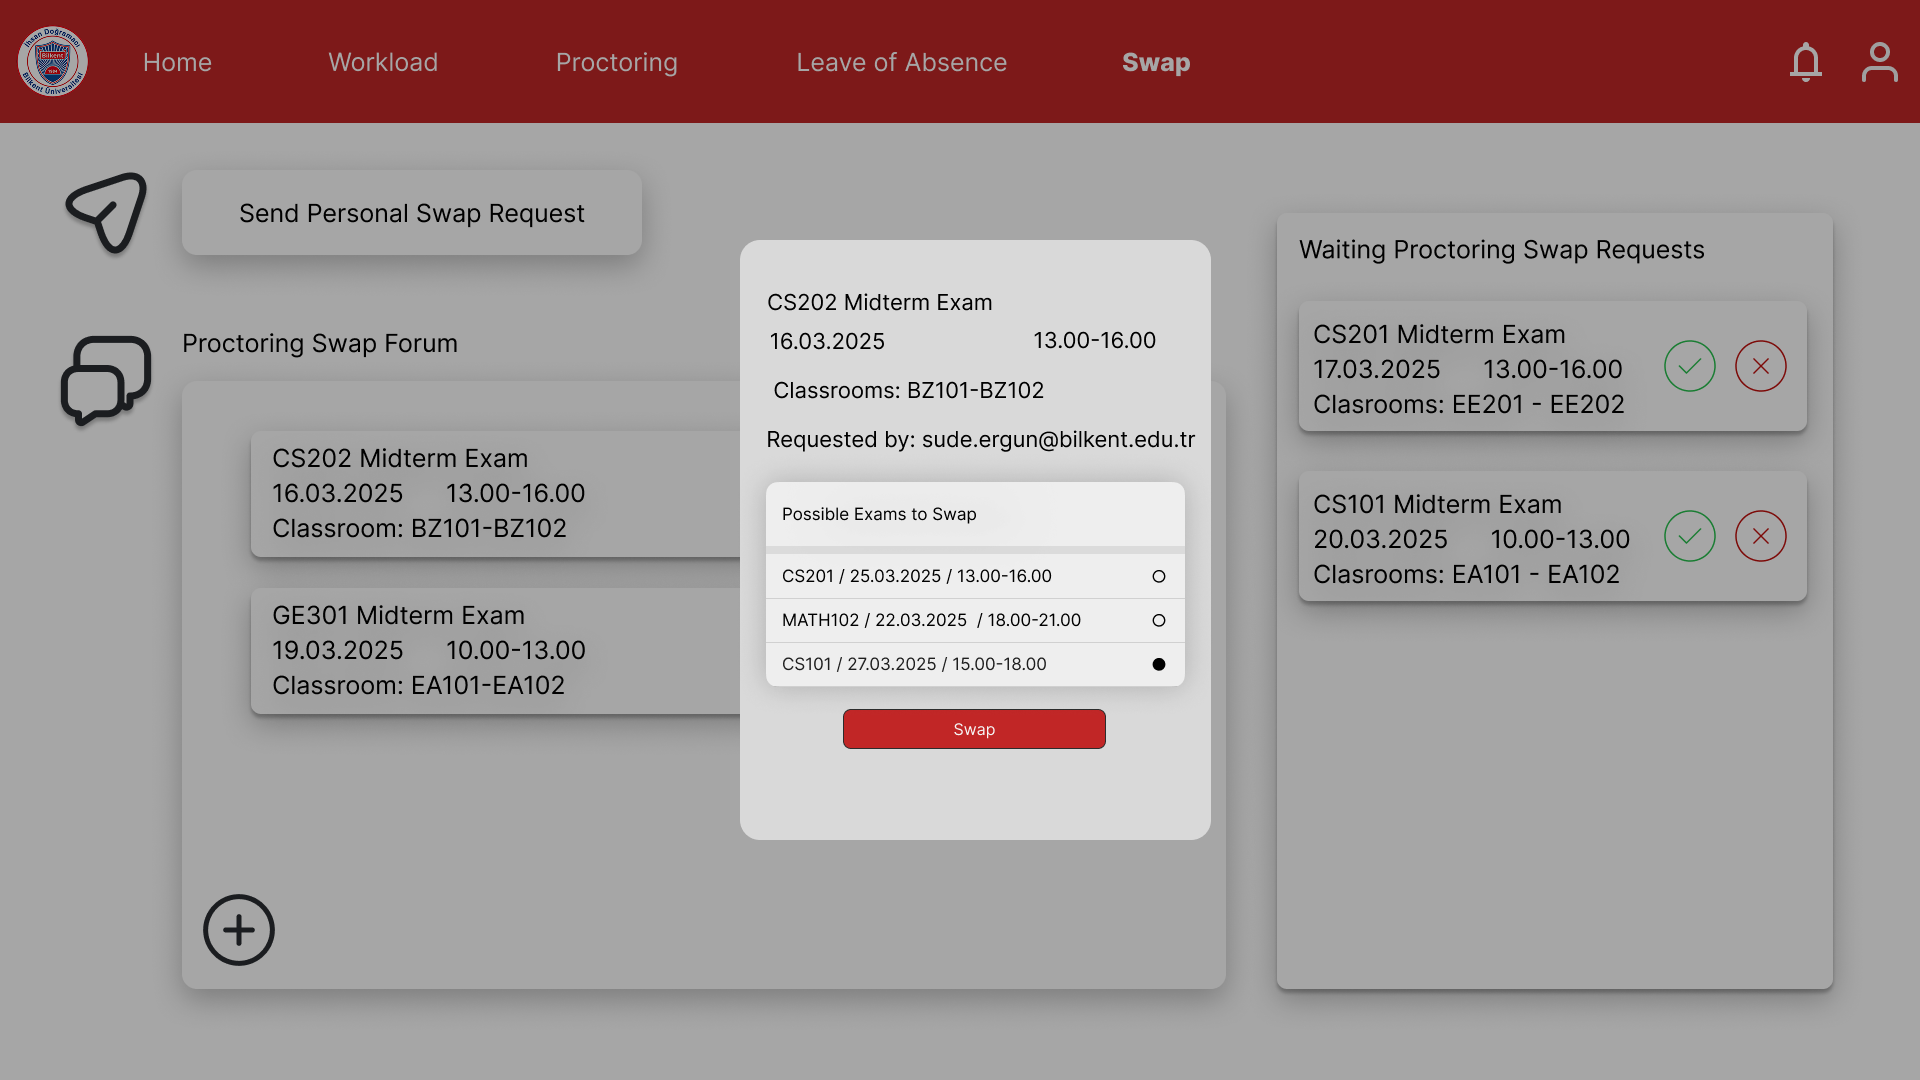 İhsan Doğramacı
Bilkent
Bilkent Üniversitesi
Home
Workload
Proctoring
Leave of Absence
Swap
Send Personal Swap Request
Proctoring Swap Forum
CS202 Midterm Exam
16.03.2025 13.00-16.00
Classroom: BZ101-BZ102
GE301 Midterm Exam
19.03.2025 10.00-13.00
Classroom: EA101-EA102
CS202 Midterm Exam
16.03.2025 13.00-16.00
Classrooms: BZ101-BZ102
Requested by: sude.ergun@bilkent.edu.tr
Possible Exams to Swap
CS201 / 25.03.2025 / 13.00-16.00
MATH102 / 22.03.2025 / 18.00-21.00
CS101 / 27.03.2025 / 15.00-18.00
Swap
Waiting Proctoring Swap Requests
CS201 Midterm Exam
17.03.2025 13.00-16.00
Clasrooms: EE201 - EE202
CS101 Midterm Exam
20.03.2025 10.00-13.00
Clasrooms: EA101 - EA102